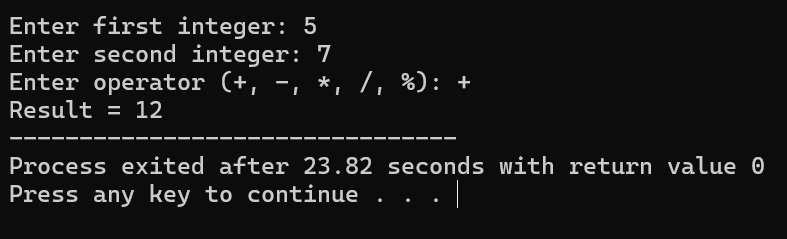 Enter first integer: 5
Enter second integer: 7
Enter operator (+, -, *, /, %): +
Result = 12
--------------------------------
Process exited after 23.82 seconds with return value 0
Press any key to continue . . .